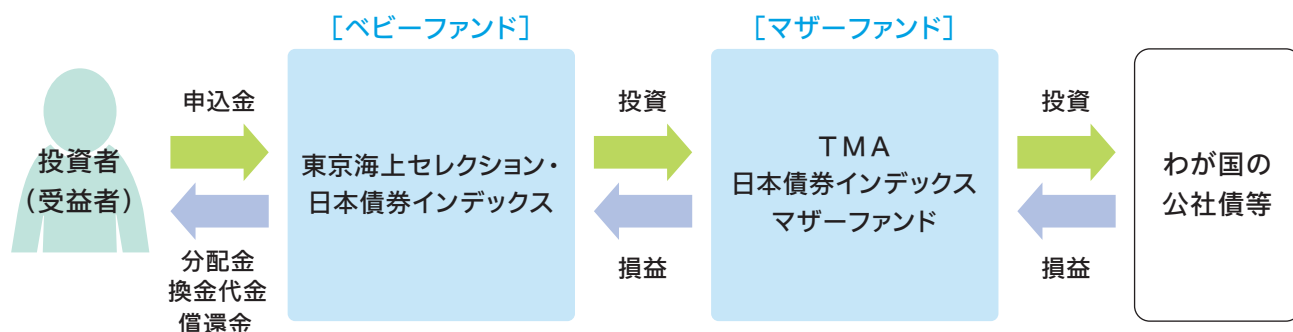 ［ベビーファンド］
［マザーファンド］
申込金
投資
投資
投資者
（受益者）
東京海上セレクション・
日本債券インデックス
ＴＭＡ
日本債券インデックス
マザーファンド
わが国の
公社債等
分配金
換金代金
償還金
損益
損益